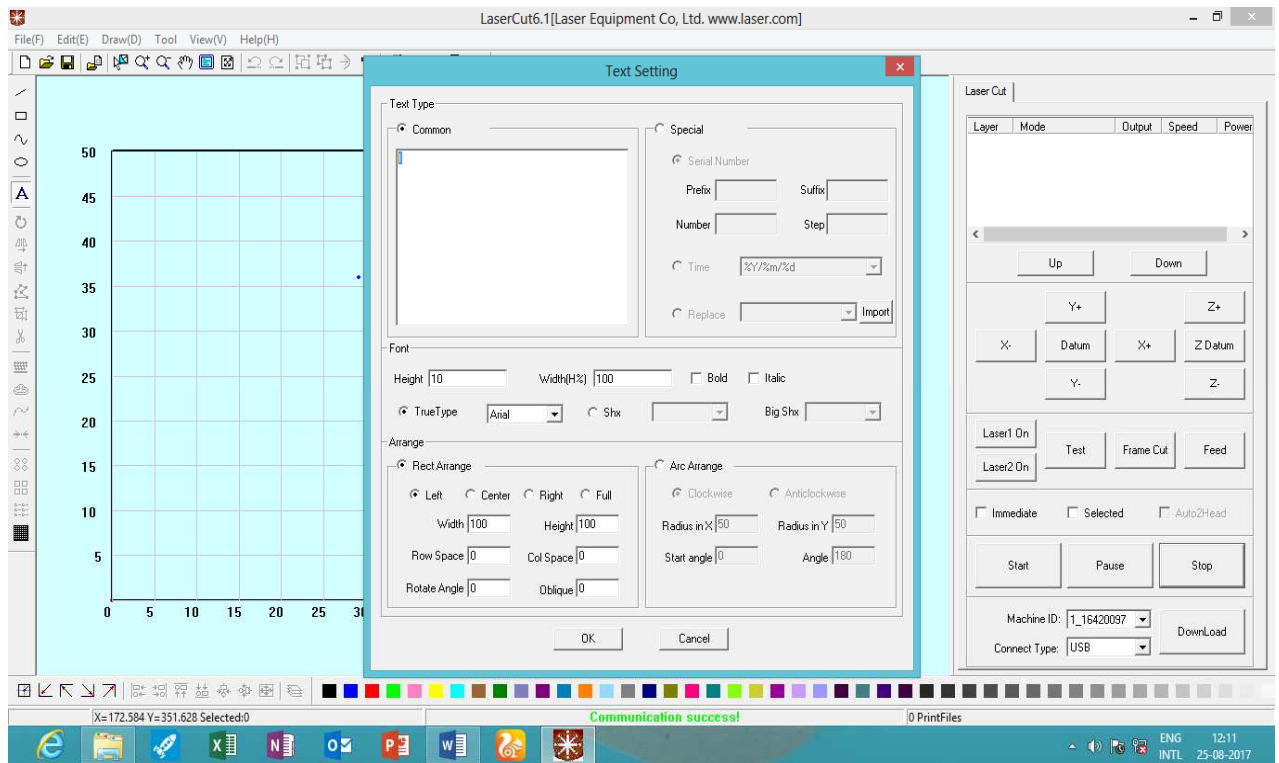 LaserCut6.1[Laser Equipment Co, Ltd. www.laser.com]
File(F) Edit(E) Draw(D) Tool View(V) Help(H)
Text Setting
Text Type
Common
Special
Serial Number
Prefix Suffix
Number Step
Time %Y/%m/%d
Replace Import
Font
Height 10 Width(H%) 100 Bold Italic
TrueType Arial Shx Big Shx
Arrange
Rect Arrange
Left Center Right Full
Width 100 Height 100
Row Space 0 Col Space 0
Rotate Angle 0 Oblique 0
Arc Arrange
Clockwise Anticlockwise
Radius in X 50 Radius in Y 50
Start angle 0 Angle 180
OK Cancel
50
45
40
35
30
25
20
15
10
5
0 5 10 15 20 25
Laser Cut
Layer Mode Output Speed Power
Up Down
Y+ Z+
X- Datum X+ Z Datum
Y- Z-
Laser1 On
Laser2 On
Test Frame Cut Feed
Immediate Selected Auto2Head
Start Pause Stop
Machine ID: 1_16420097
Connect Type: USB
DownLoad
X=172.584 Y=351.628 Selected:0 Communication success! 0 PrintFiles
ENG 12:11
INTL 25-08-2017